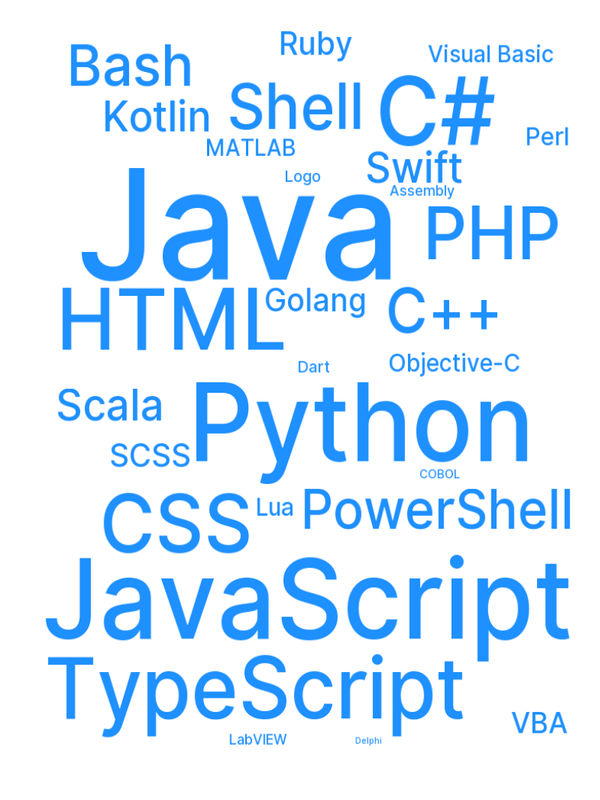 Ruby
Visual Basic
Bash
Shell
C#
Kotlin
Perl
MATLAB
Swift
Logo
Assembly
Java
PHP
HTML
Golang
C++
Dart
Objective-C
Scala
Python
SCSS
COBOL
CSS
Lua
PowerShell
JavaScript
TypeScript
VBA
LabVIEW
Delphi